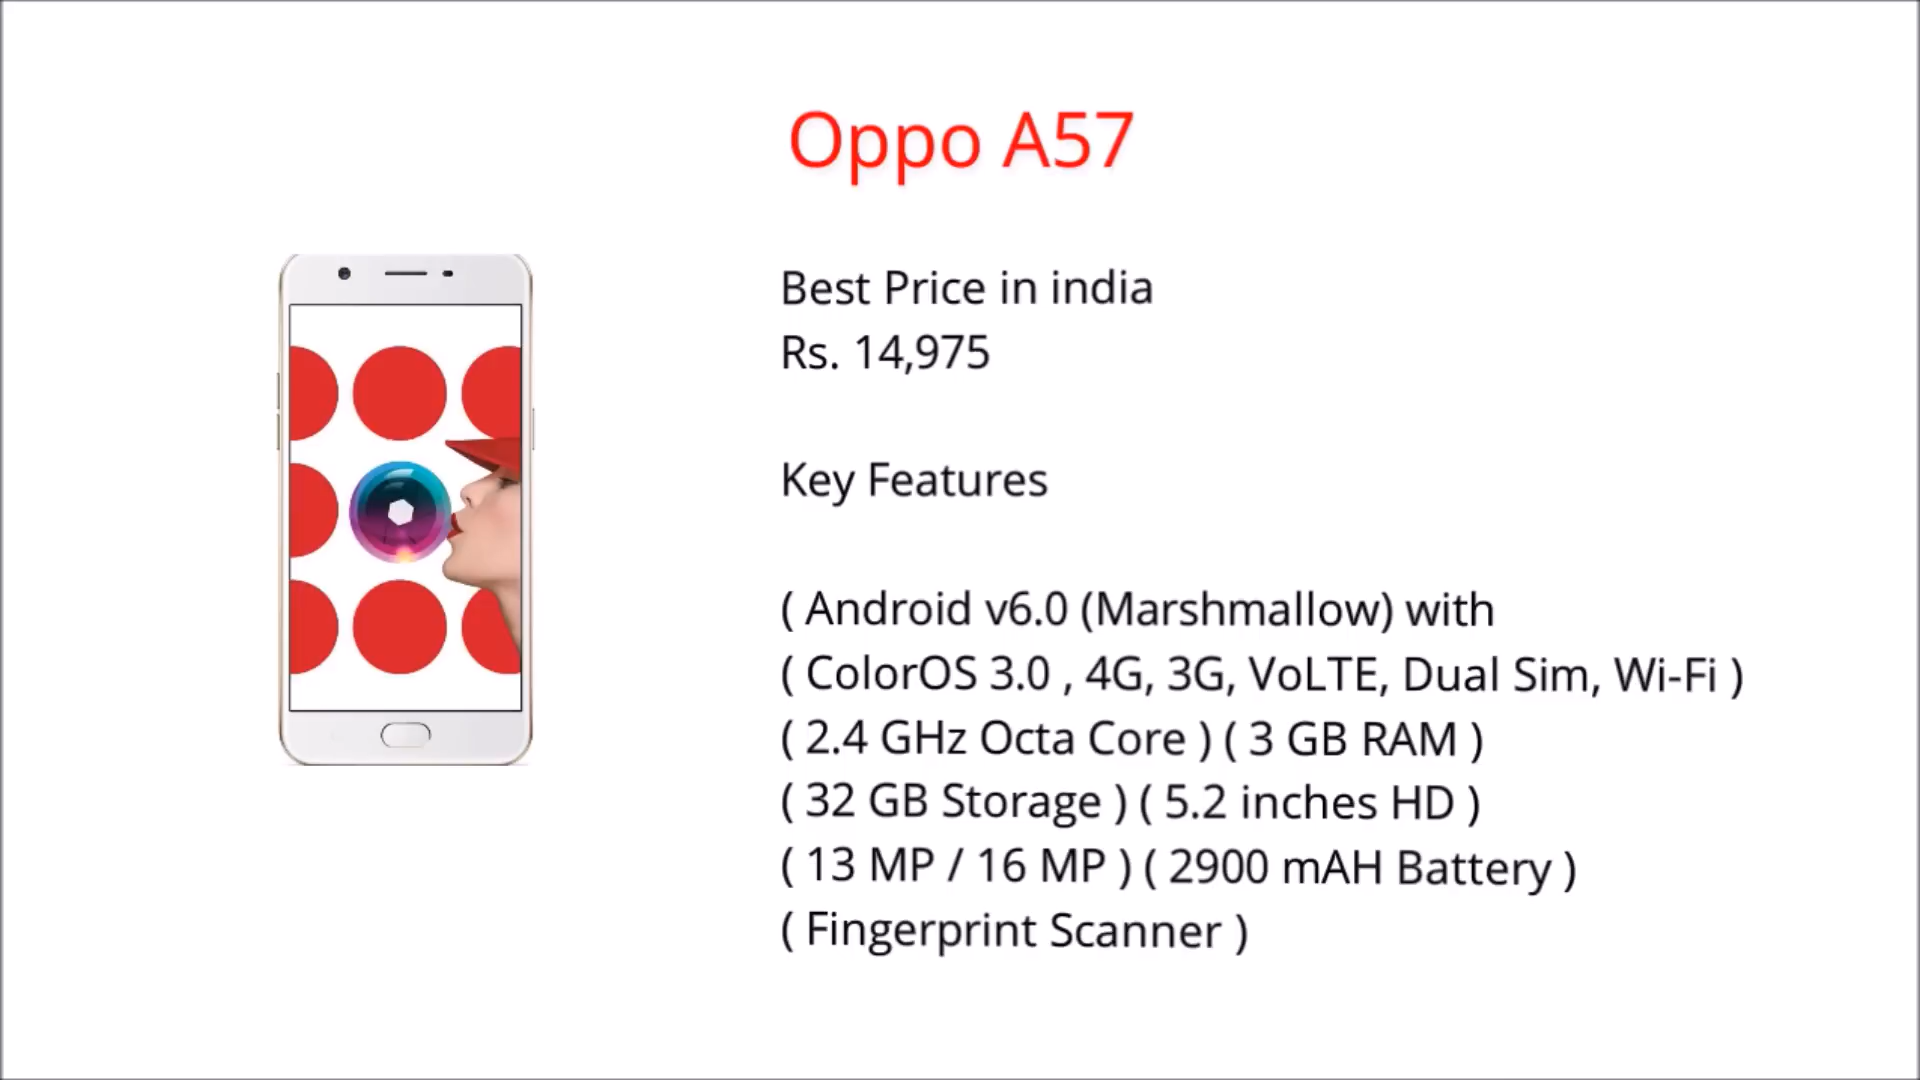 Oppo A57
Best Price in india
Rs. 14,975
Key Features
( Android v6.0 (Marshmallow) with
( ColorOS 3.0 , 4G, 3G, VoLTE, Dual Sim, Wi-Fi )
( 2.4 GHz Octa Core ) ( 3 GB RAM )
( 32 GB Storage ) ( 5.2 inches HD )
( 13 MP / 16 MP ) ( 2900 mAH Battery )
( Fingerprint Scanner )